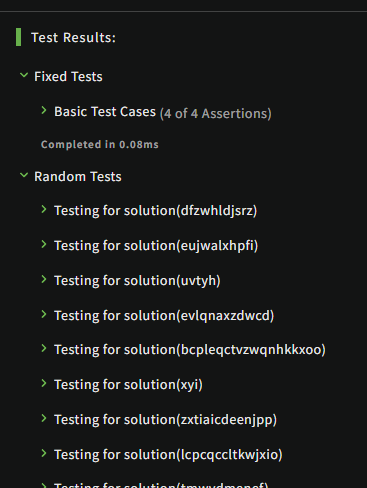 Test Results:
Fixed Tests
Basic Test Cases (4 of 4 Assertions)
Completed in 0.08ms
Random Tests
Testing for solution(dfzwhldjsrz)
Testing for solution(eujwalxhpfi)
Testing for solution(uvtyh)
Testing for solution(evlqnaxzdwcd)
Testing for solution(bcpleqctvzwqnhkkxoo)
Testing for solution(xyi)
Testing for solution(zxtiaicdeenjpp)
Testing for solution(lcpcqccltkwjxio)
Testing for